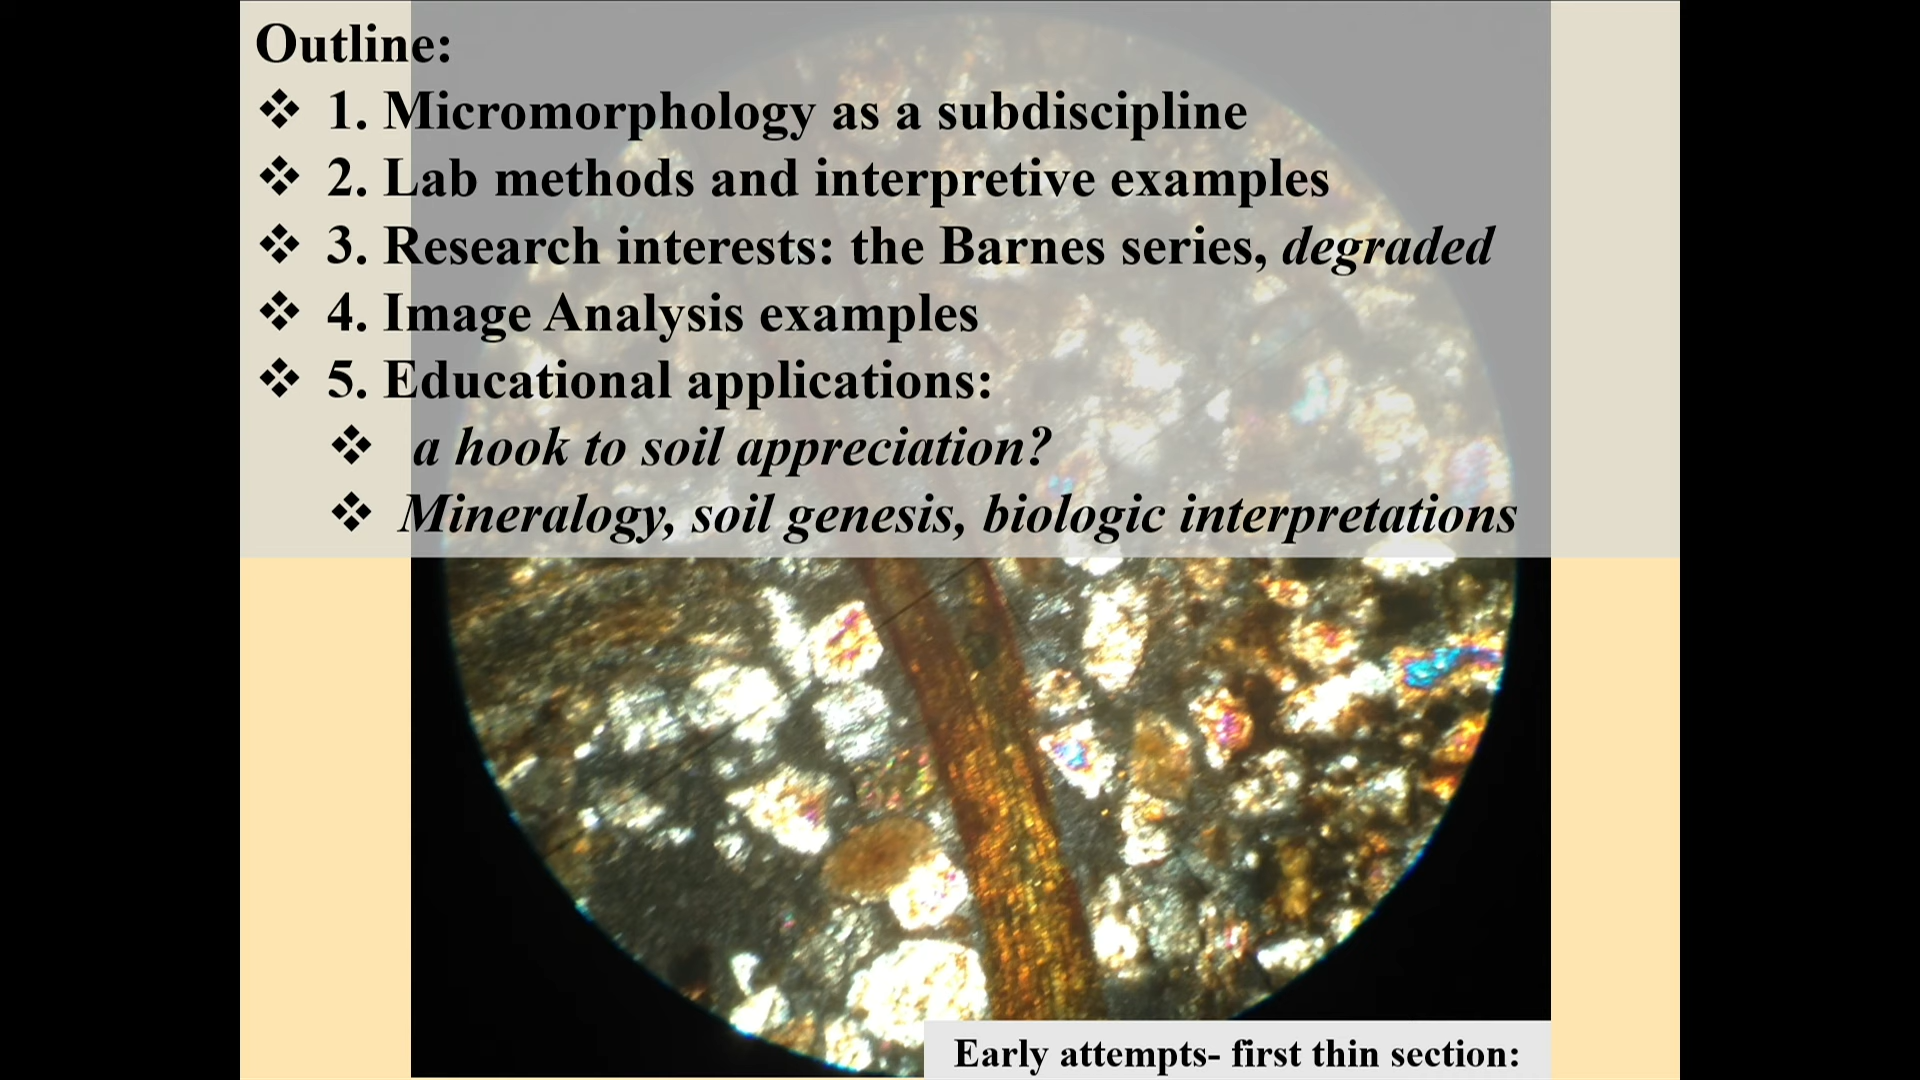 Outline:
❖ 1. Micromorphology as a subdiscipline
❖ 2. Lab methods and interpretive examples
❖ 3. Research interests: the Barnes series, degraded
❖ 4. Image Analysis examples
❖ 5. Educational applications:
❖ a hook to soil appreciation?
❖ Mineralogy, soil genesis, biologic interpretations
Early attempts- first thin section: